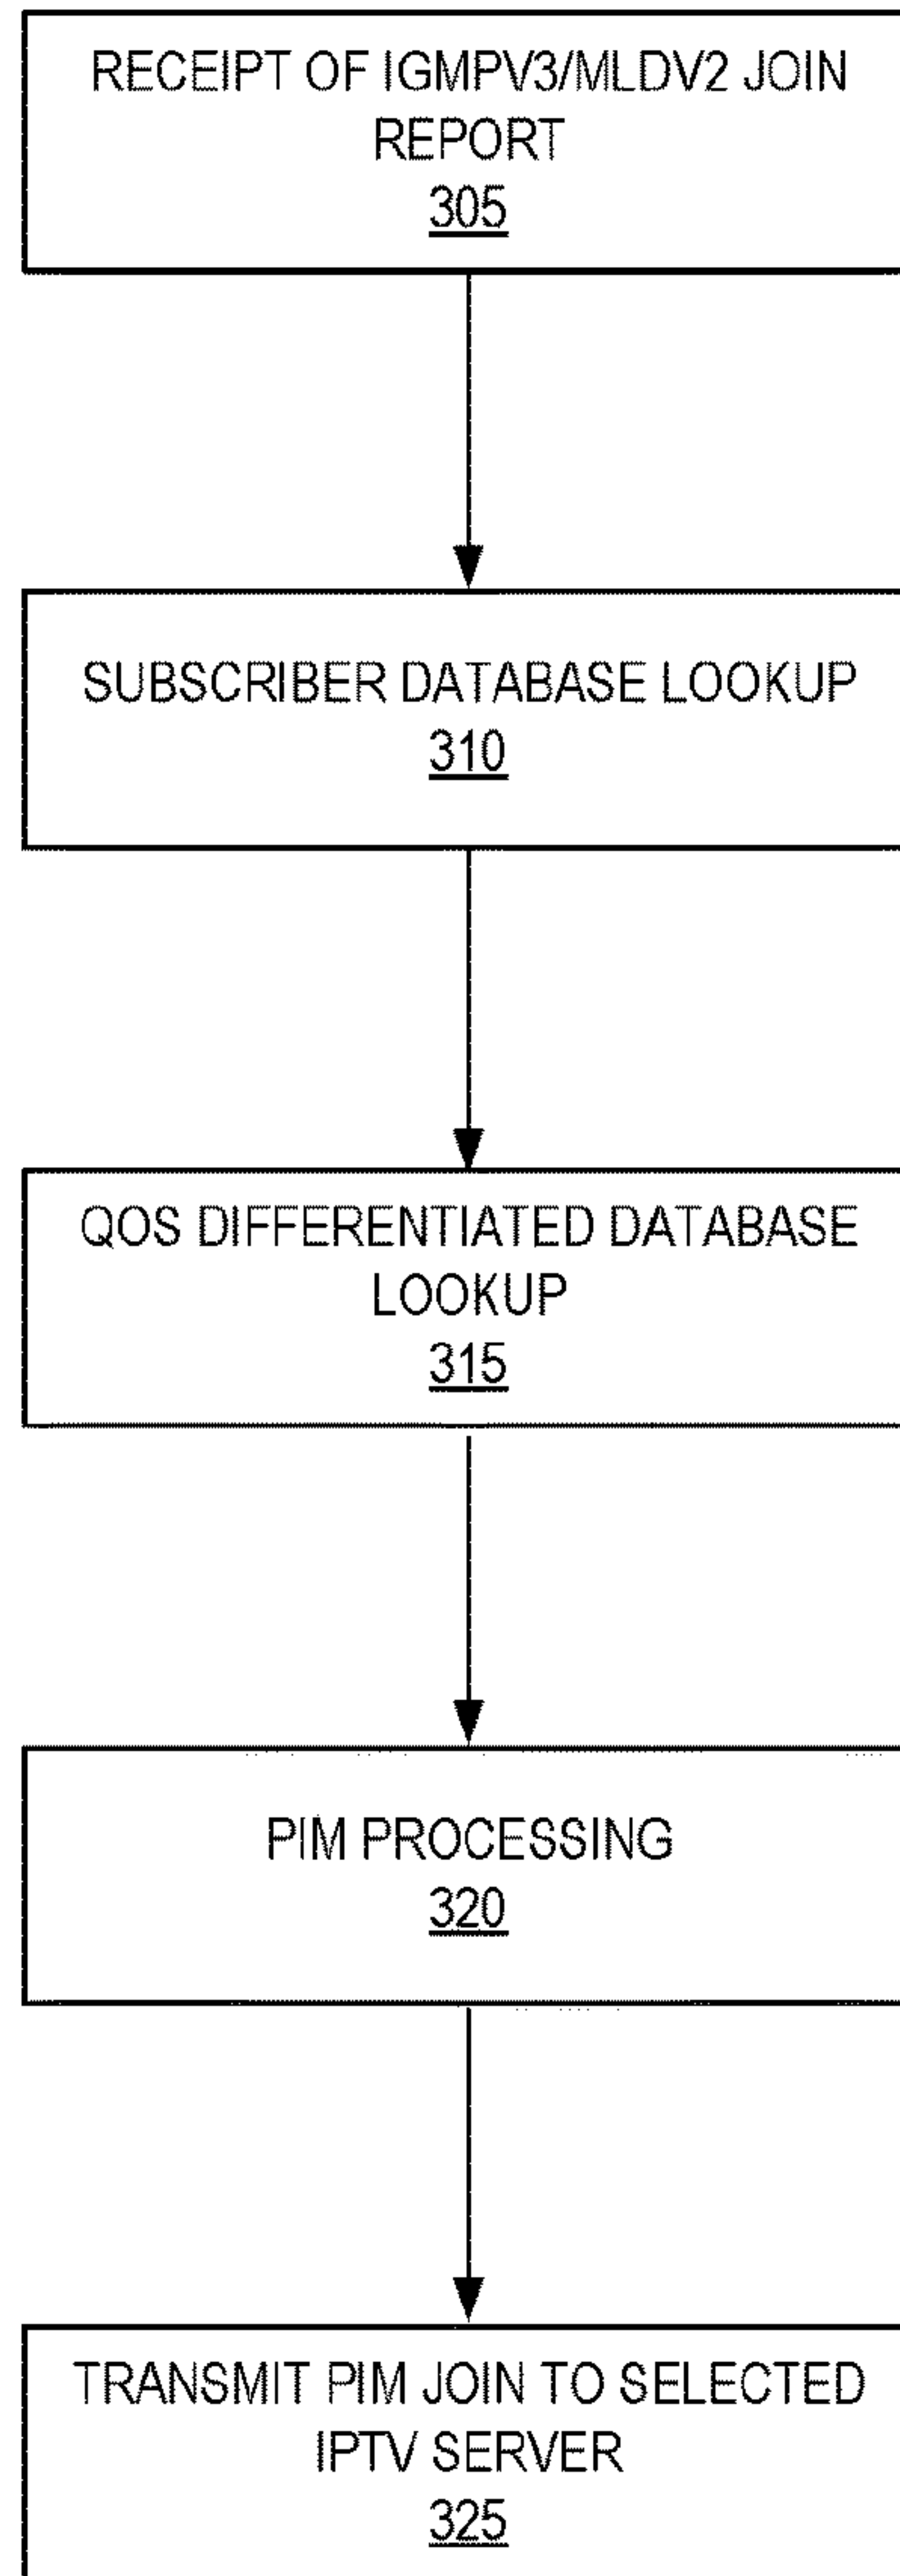 RECEIPT OF IGMPV3/MLDV2 JOIN
REPORT
305
SUBSCRIBER DATABASE LOOKUP
310
QOS DIFFERENTIATED DATABASE
LOOKUP
315
PIM PROCESSING
320
TRANSMIT PIM JOIN TO SELECTED
IPTV SERVER
325